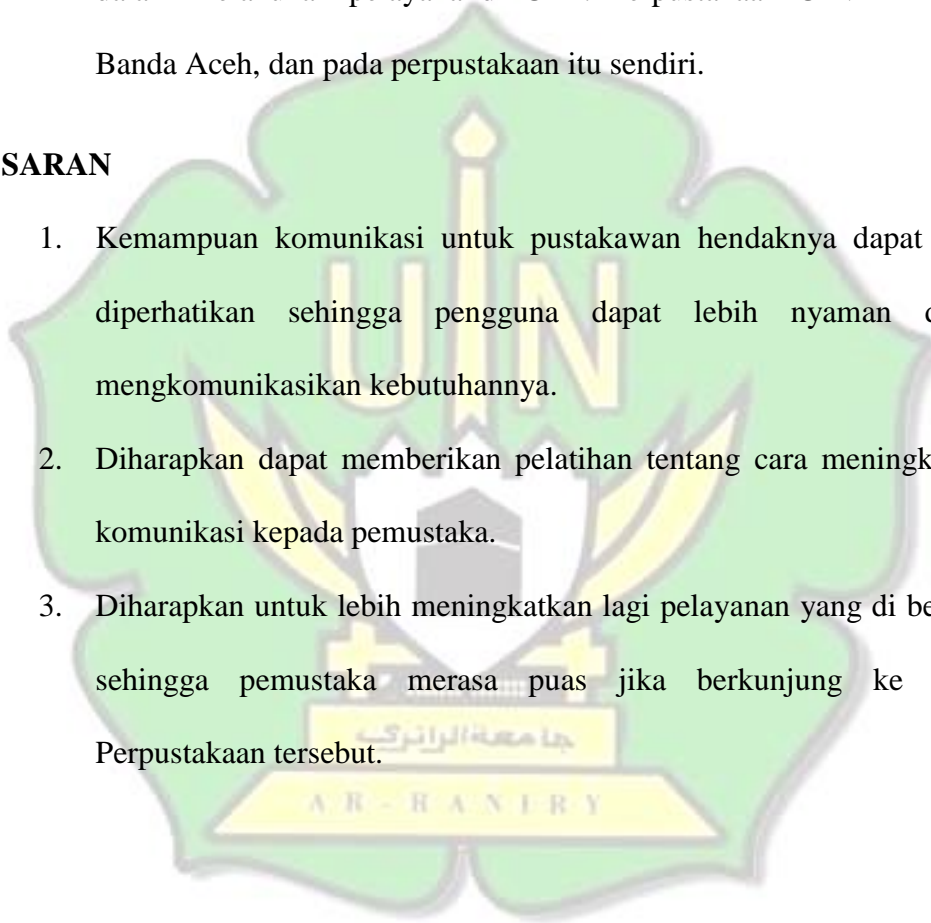 Banda Aceh, dan pada perpustakaan itu sendiri.
SARAN
1. Kemampuan komunikasi untuk pustakawan hendaknya dapat
diperhatikan sehingga pengguna dapat lebih nyaman
mengkomunikasikan kebutuhannya.
2. Diharapkan dapat memberikan pelatihan tentang cara
komunikasi kepada pemustaka.
3. Diharapkan untuk lebih meningkatkan lagi pelayanan yang di
sehingga pemustaka merasa puas jika berkunjung ke
Perpustakaan tersebut.
UIN
جامعة الرانري
AR-RANIRY